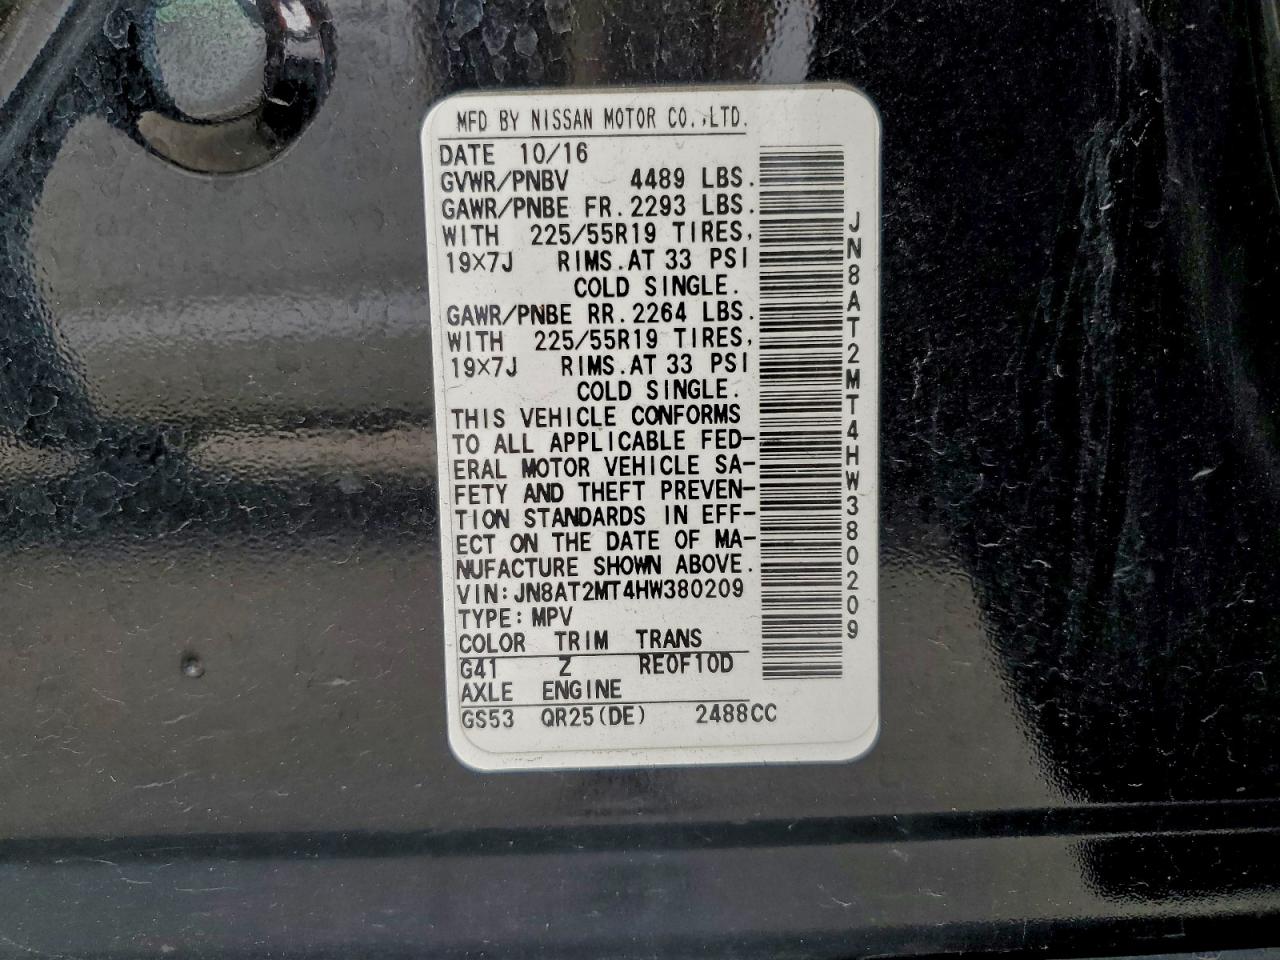 MFD BY NISSAN MOTOR CO.,LTD.
DATE 10/16
GVWR/PNBV 4489 LBS.
GAWR/PNBE FR. 2293 LBS.
WITH 225/55R19 TIRES,
19×7J RIMS.AT 33 PSI
COLD SINGLE.
GAWR/PNBE RR. 2264 LBS.
WITH 225/55R19 TIRES,
19×7J RIMS.AT 33 PSI
COLD SINGLE.
THIS VEHICLE CONFORMS
TO ALL APPLICABLE FED-
ERAL MOTOR VEHICLE SA-
FETY AND THEFT PREVEN-
TION STANDARDS IN EFF-
ECT ON THE DATE OF MA-
NUFACTURE SHOWN ABOVE.
VIN:JN8AT2MT4HW380209
TYPE:MPV
COLOR TRIM TRANS
G41 Z RE0F10D
AXLE ENGINE
GS53 QR25(DE) 2488CC
JN8AT2MT4HW380209